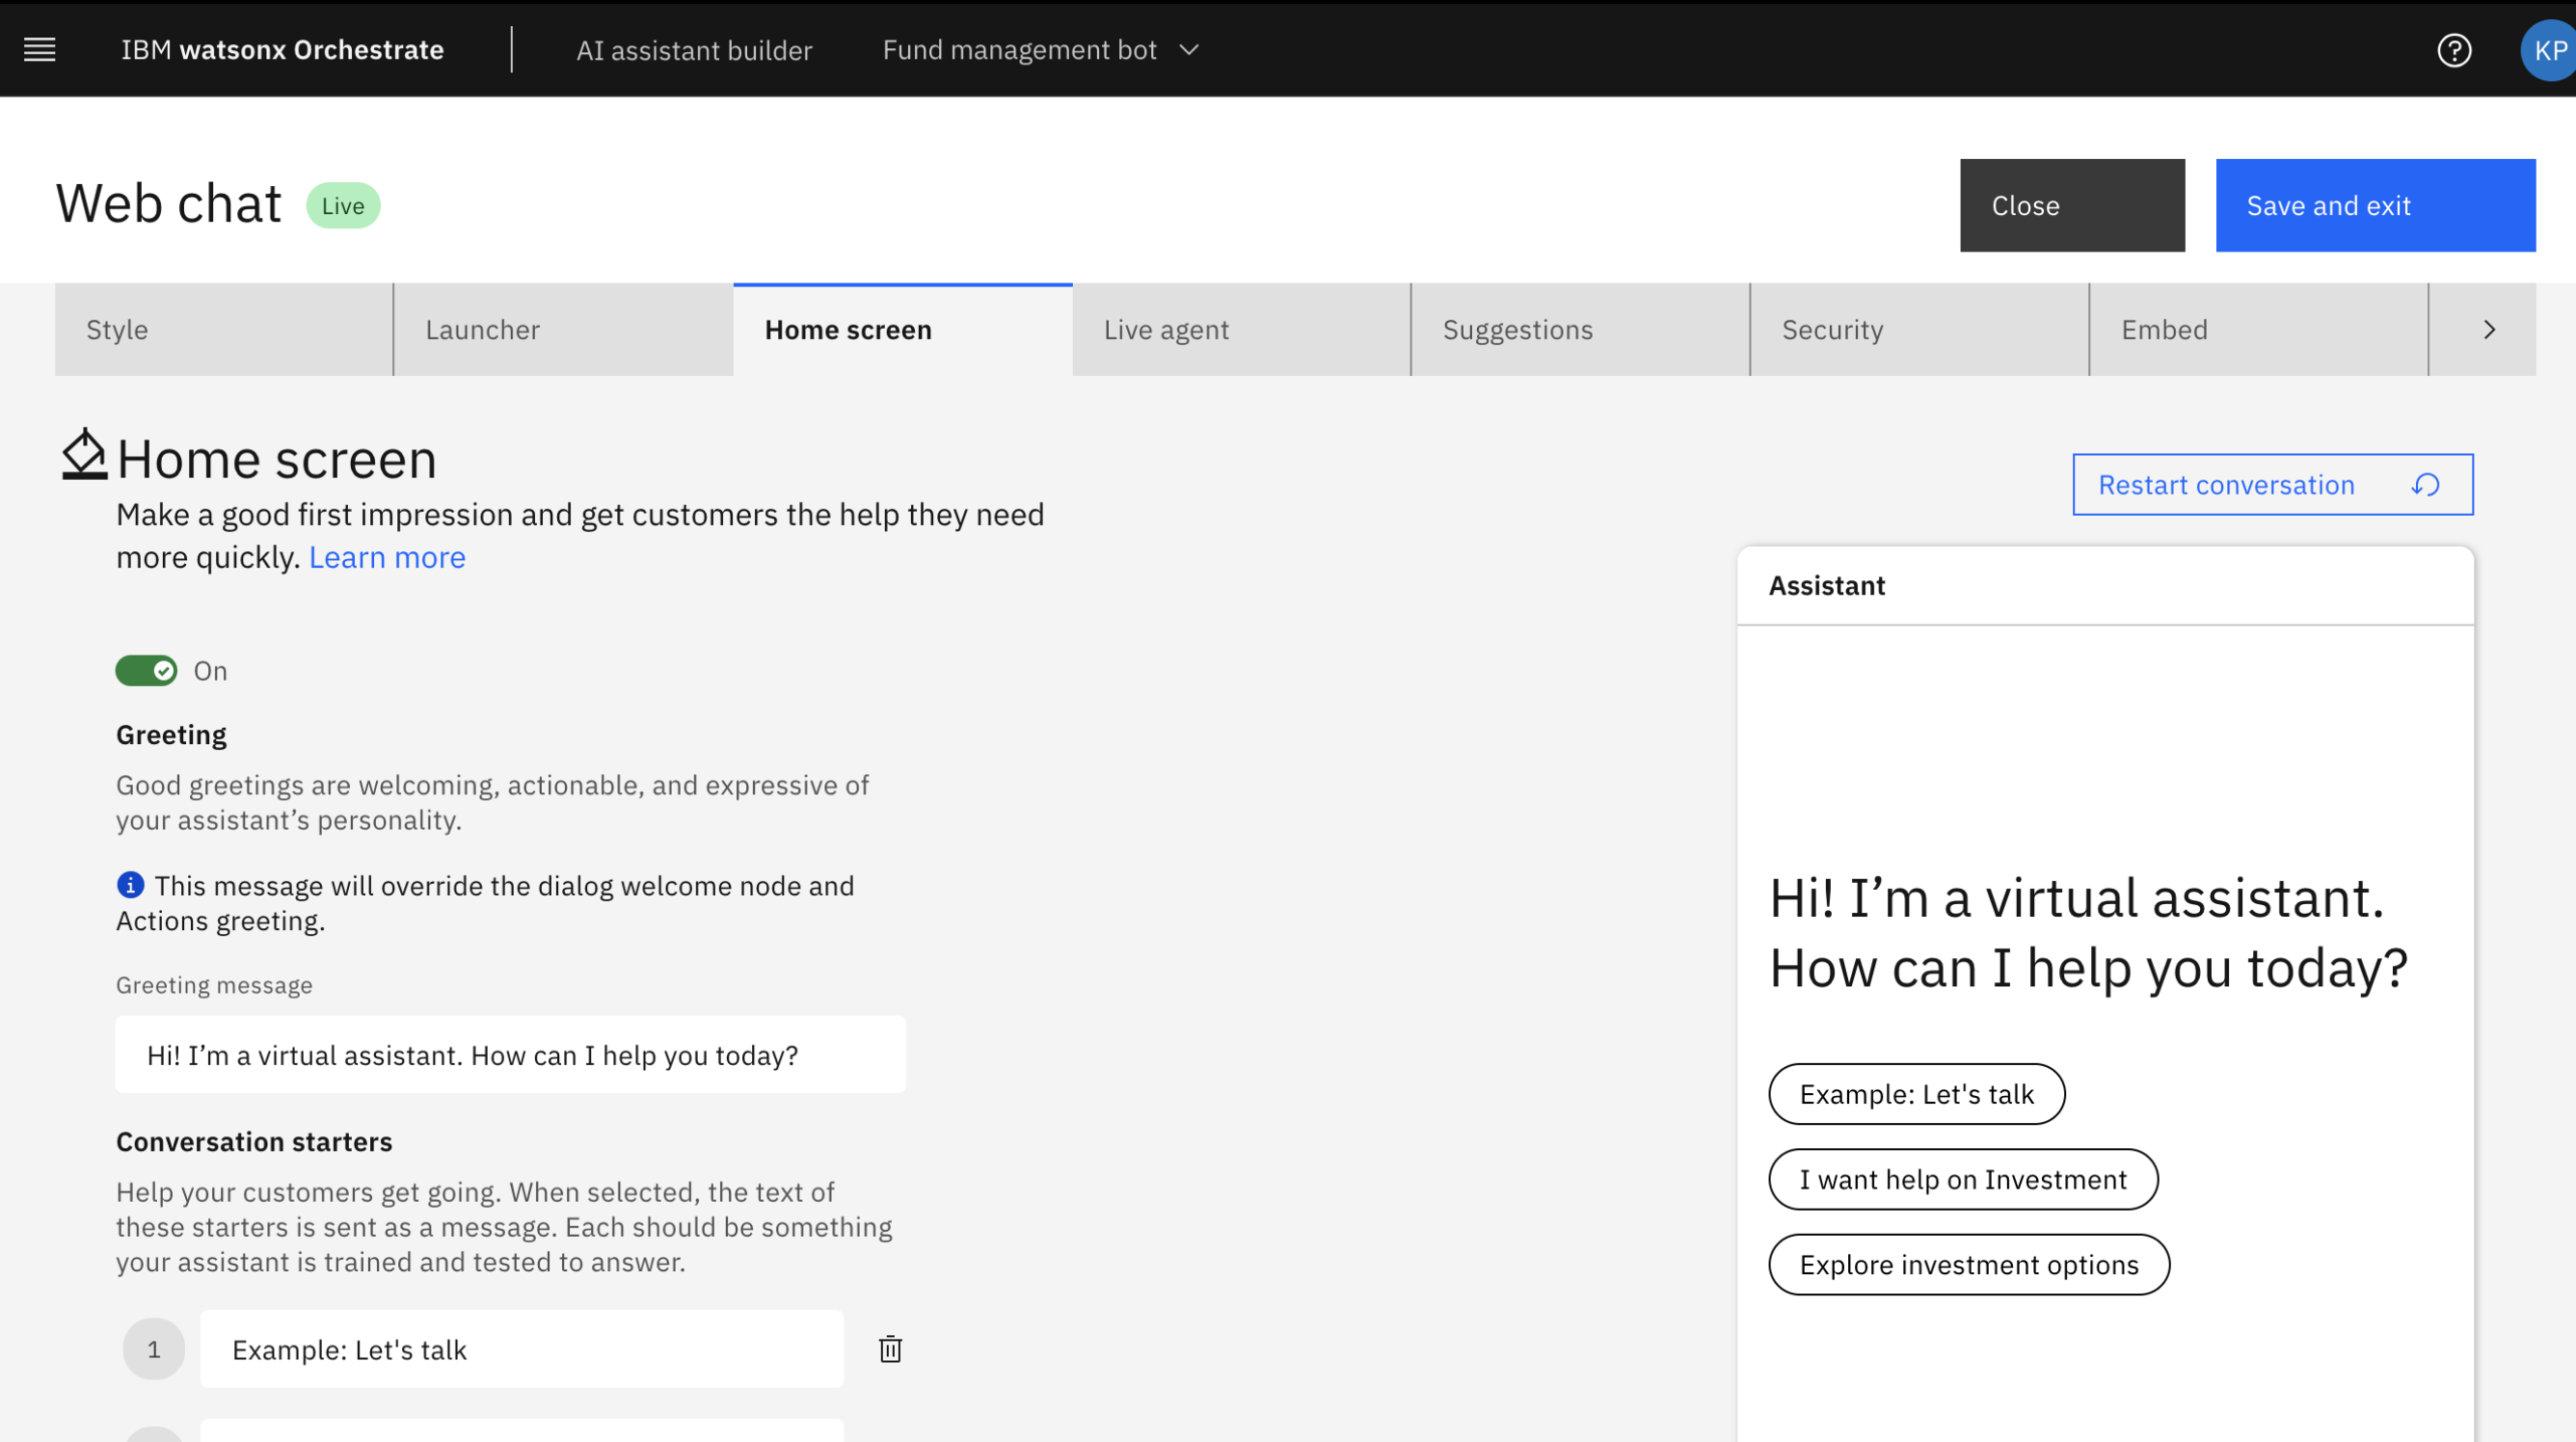 IBM watsonx Orchestrate
AI assistant builder
Fund management bot
KP
Web chat
Live
Close
Save and exit
Style
Launcher
Home screen
Live agent
Suggestions
Security
Embed
Home screen
Make a good first impression and get customers the help they need
more quickly. Learn more
On
Greeting
Good greetings are welcoming, actionable, and expressive of
your assistant’s personality.
This message will override the dialog welcome node and
Actions greeting.
Greeting message
Hi! I’m a virtual assistant. How can I help you today?
Conversation starters
Help your customers get going. When selected, the text of
these starters is sent as a message. Each should be something
your assistant is trained and tested to answer.
1
Example: Let's talk
Restart conversation
Assistant
Hi! I’m a virtual assistant.
How can I help you today?
Example: Let's talk
I want help on Investment
Explore investment options